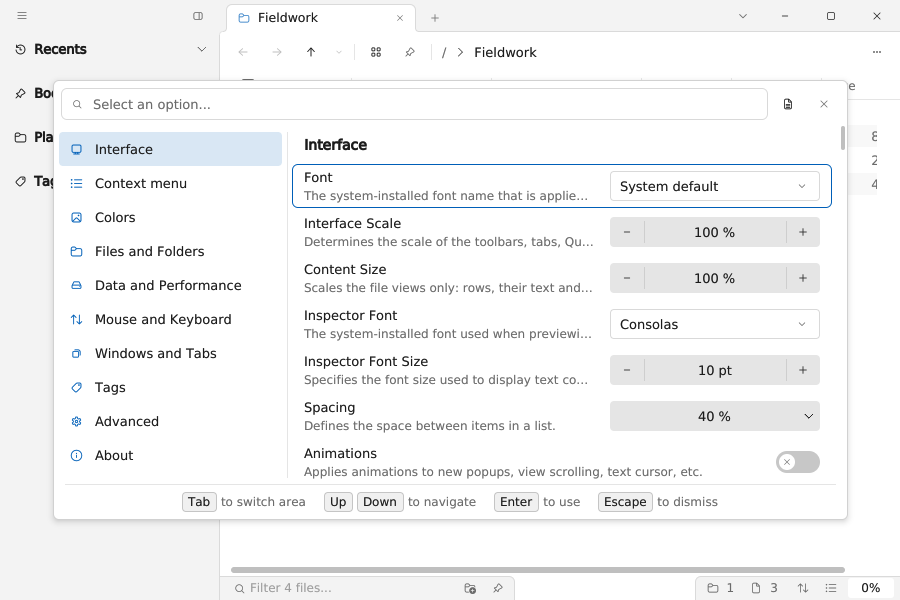 Fieldwork
Recents
/ > Fieldwork
Boo
e
Select an option...
Pla
8
Interface
Interface
2
Tag
4
Font
System default
The system-installed font name that is applie...
Context menu
Colors
Interface Scale
100 %
Determines the scale of the toolbars, tabs, Qu...
Files and Folders
Content Size
100 %
Scales the file views only: rows, their text and...
Data and Performance
Mouse and Keyboard
Inspector Font
Consolas
The system-installed font used when previewi...
Windows and Tabs
Inspector Font Size
10 pt
Specifies the font size used to display text co...
Tags
Spacing
40 %
Defines the space between items in a list.
Advanced
About
Animations
Applies animations to new popups, view scrolling, text cursor, etc.
Tab to switch area Up Down to navigate Enter to use Escape to dismiss
Filter 4 files...
1 3 0%